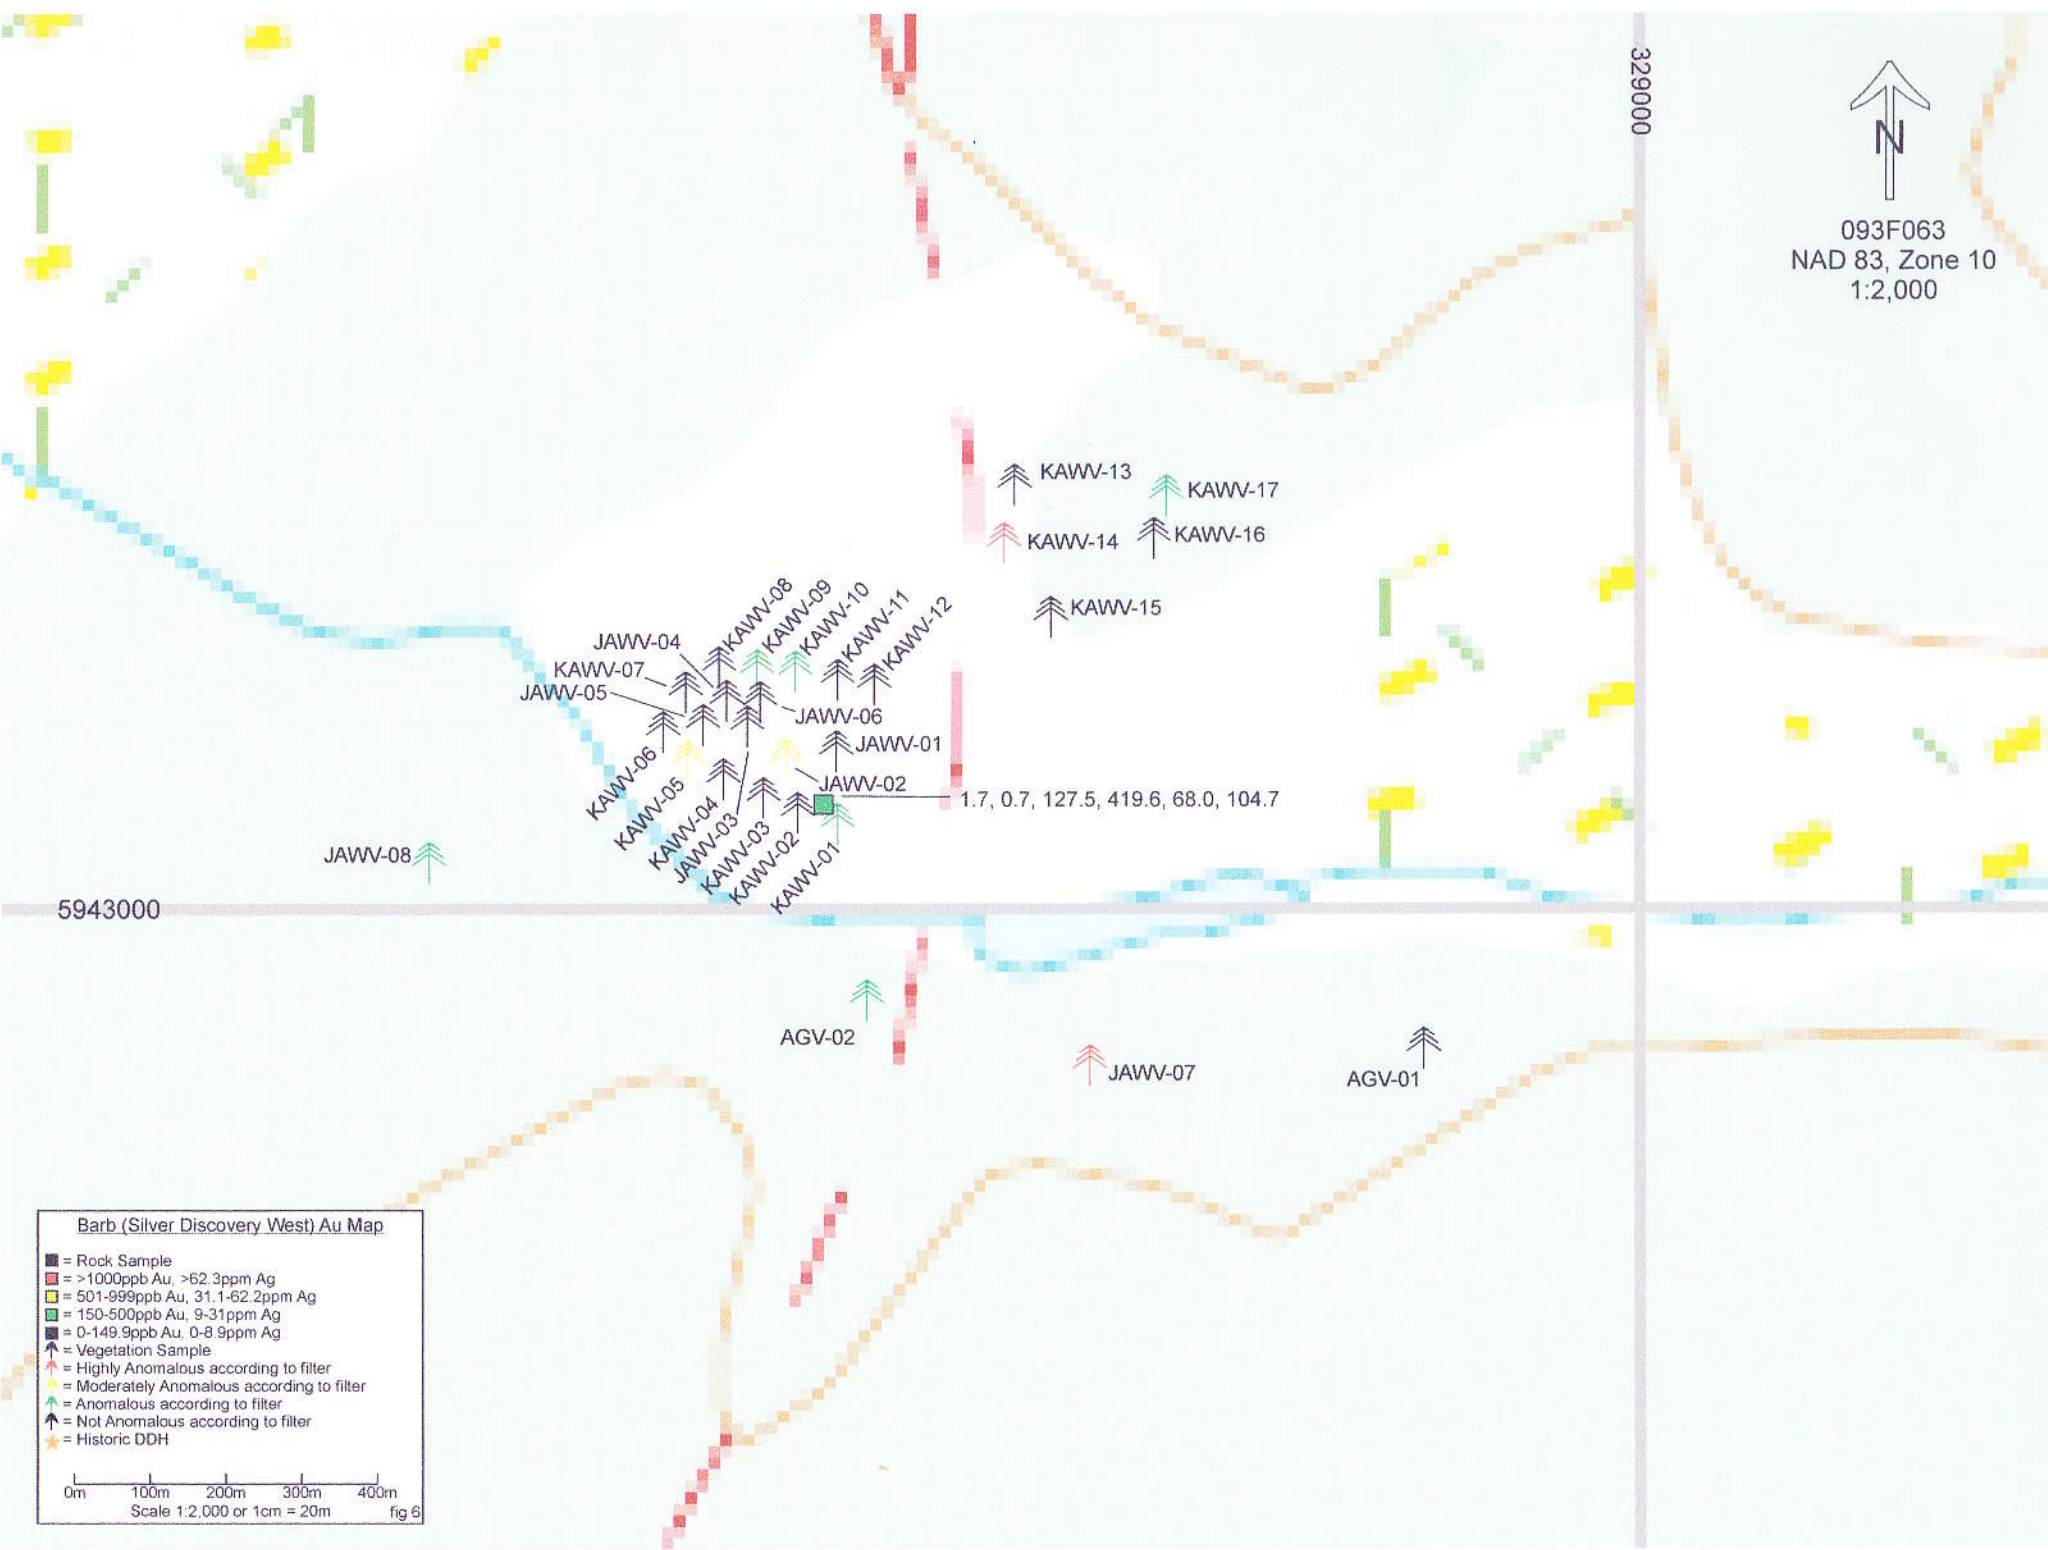 329000
N
093F063
NAD 83, Zone 10
1:2,000
KAWV-13
KAWV-17
KAWV-14
KAWV-16
KAWV-15
KAWV-08
KAWV-09
KAWV-10
KAWV-11
KAWV-12
JAWV-04
KAWV-07
JAWV-05
JAWV-06
JAWV-01
JAWV-02
1.7, 0.7, 127.5, 419.6, 68.0, 104.7
KAWV-06
KAWV-05
KAWV-04
JAWV-03
KAWV-03
KAWV-02
KAWV-01
JAWV-08
5943000
AGV-02
JAWV-07
AGV-01
Barb (Silver Discovery West) Au Map
= Rock Sample
= >1000ppb Au, >62.3ppm Ag
= 501-999ppb Au, 31.1-62.2ppm Ag
= 150-500ppb Au, 9-31ppm Ag
= 0-149.9ppb Au, 0-8.9ppm Ag
= Vegetation Sample
= Highly Anomalous according to filter
= Moderately Anomalous according to filter
= Anomalous according to filter
= Not Anomalous according to filter
= Historic DDH
0m 100m 200m 300m 400m
Scale 1:2,000 or 1cm = 20m
fig 6